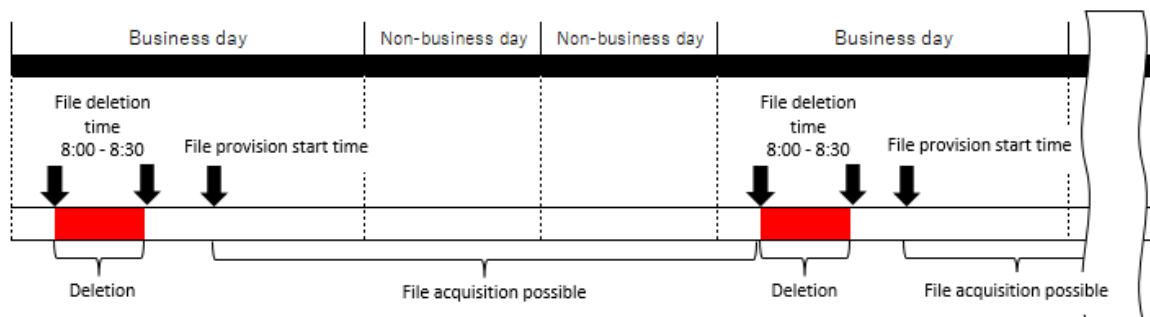 Business day
Non-business day
Non-business day
Business day
File deletion
time
8:00 - 8:30
File provision start time
File deletion
time
8:00 - 8:30
File provision start time
Deletion
File acquisition possible
Deletion
File acquisition possible